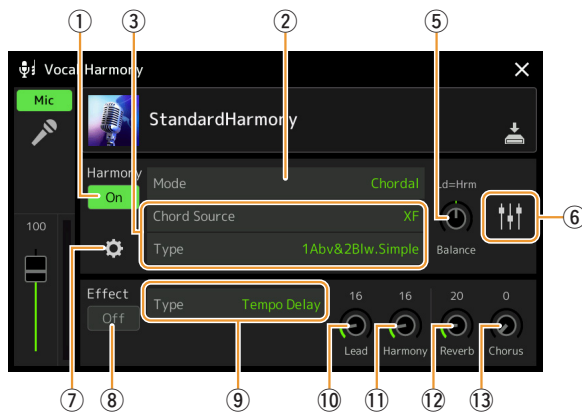 ① ③ ② ⑤
Vocal Harmony
Mic
StandardHarmony
Harmony
On
Mode Chordal
Ld=Hrm
Chord Source XF
Type 1Abv&2Blw.Simple
Balance
⑥
100
Effect
Off
Type Tempo Delay
16 16 20 0
Lead Harmony Reverb Chorus
⑦ ⑧ ⑨ ⑩ ⑪ ⑫ ⑬